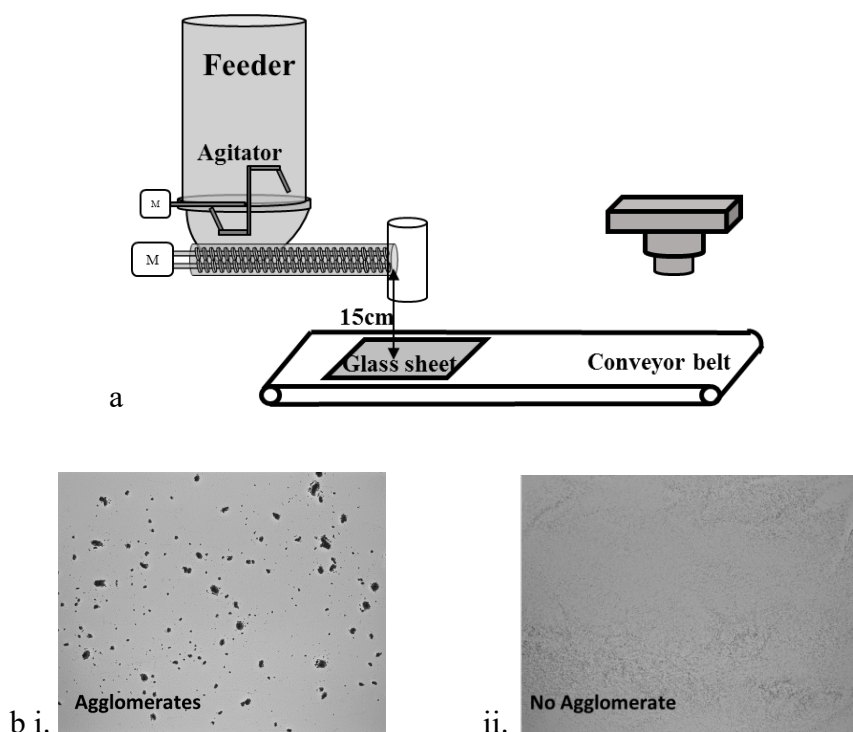 Feeder
Agitator
M
M
15cm
Glass sheet
Conveyor belt
a
Agglomerates
b i.
No Agglomerate
ii.